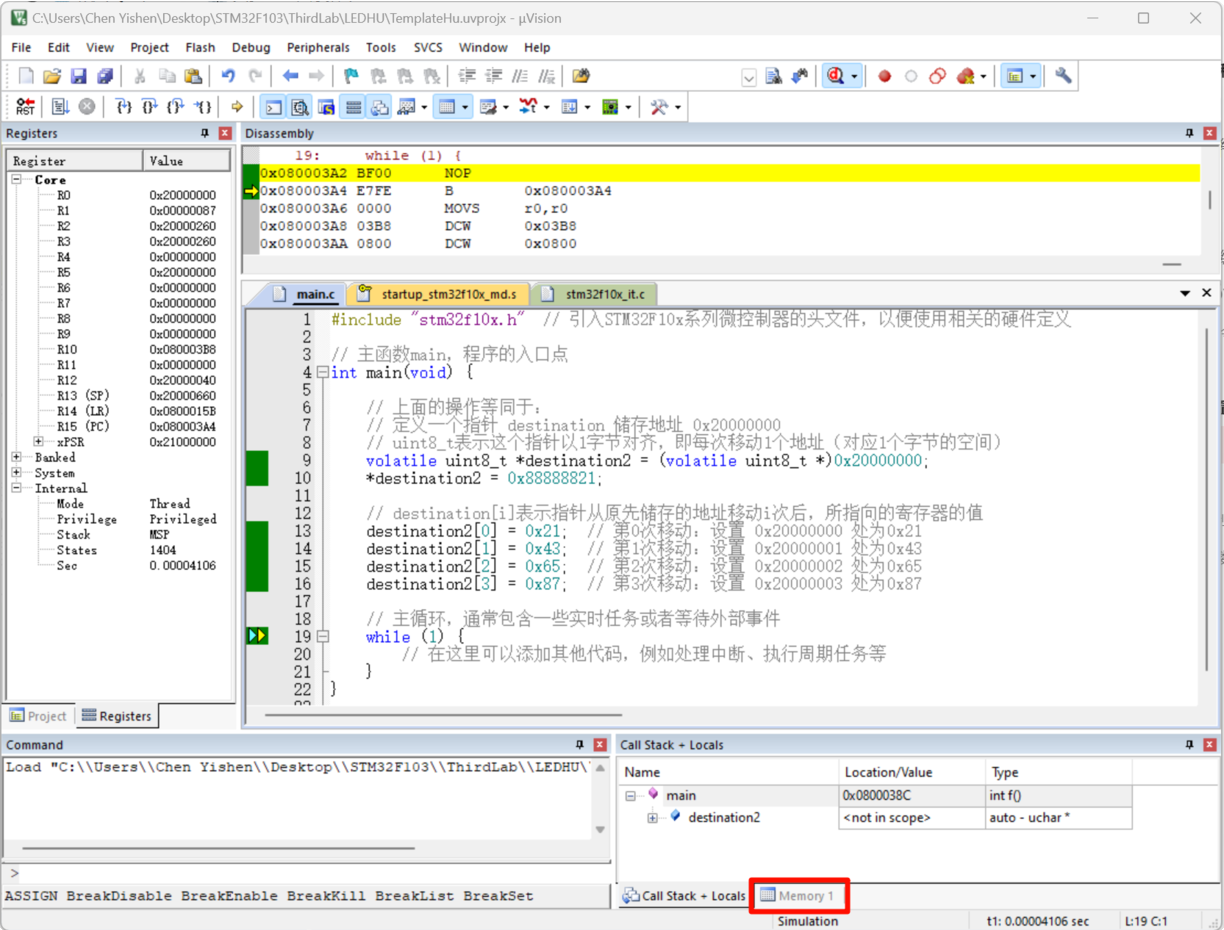 C:\Users\Chen Yishen\Desktop\STM32F103\ThirdLab\LEDHU\TemplateHu.uvprojx - µVision
File Edit View Project Flash Debug Peripherals Tools SVCS Window Help
RST
Registers
Register Value
Core
R0 0x20000000
R1 0x00000087
R2 0x20000260
R3 0x20000260
R4 0x00000000
R5 0x20000000
R6 0x00000000
R7 0x00000000
R8 0x00000000
R9 0x00000000
R10 0x080003B8
R11 0x00000000
R12 0x20000040
R13 (SP) 0x20000660
R14 (LR) 0x0800015B
R15 (PC) 0x080003A4
xPSR 0x21000000
Banked
System
Internal
Mode Thread
Privilege Privileged
Stack MSP
States 1404
Sec 0.00004106
Project Registers
Disassembly
19: while (1) {
0x080003A2 BF00 NOP
0x080003A4 E7FE B 0x080003A4
0x080003A6 0000 MOVS r0,r0
0x080003A8 03B8 DCW 0x03B8
0x080003AA 0800 DCW 0x0800
main.c startup_stm32f10x_md.s stm32f10x_it.c
1 #include "stm32f10x.h" // 引入STM32F10x系列微控制器的头文件，以便使用相关的硬件定义
2
3 // 主函数main，程序的入口点
4 int main(void) {
5
6 // 上面的操作等同于：
7 // 定义一个指针 destination 储存地址 0x20000000
8 // uint8_t表示这个指针以1字节对齐，即每次移动1个地址（对应1个字节的空间）
9 volatile uint8_t *destination2 = (volatile uint8_t *)0x20000000;
10 *destination2 = 0x88888821;
11
12 // destination[i]表示指针从原先储存的地址移动i次后，所指向的寄存器的值
13 destination2[0] = 0x21; // 第0次移动：设置 0x20000000 处为0x21
14 destination2[1] = 0x43; // 第1次移动：设置 0x20000001 处为0x43
15 destination2[2] = 0x65; // 第2次移动：设置 0x20000002 处为0x65
16 destination2[3] = 0x87; // 第3次移动：设置 0x20000003 处为0x87
17
18 // 主循环，通常包含一些实时任务或者等待外部事件
19 while (1) {
20 // 在这里可以添加其他代码，例如处理中断、执行周期任务等
21 }
22 }
Command
Load "C:\\Users\\Chen Yishen\\Desktop\\STM32F103\\ThirdLab\\LEDHU\
>
ASSIGN BreakDisable BreakEnable BreakKill BreakList BreakSet
Call Stack + Locals
Name Location/Value Type
main 0x0800038C int f()
destination2 <not in scope> auto - uchar *
Call Stack + Locals Memory 1
Simulation t1: 0.00004106 sec L:19 C:1